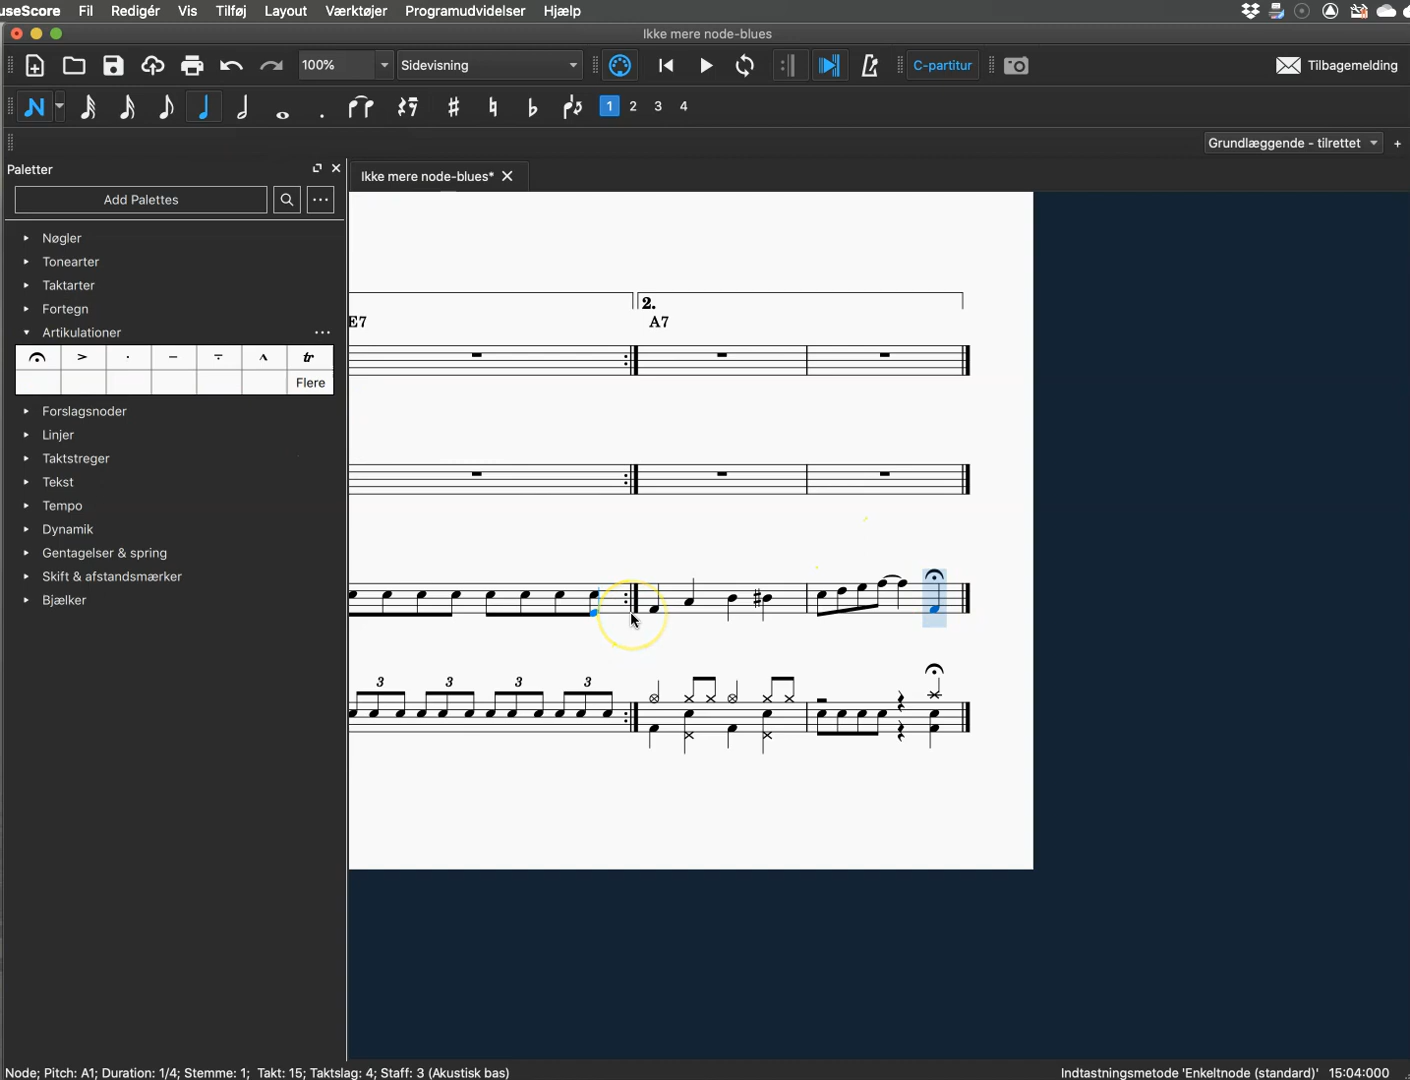 useScore Fil Redigér Vis Tilføj Layout Værktøjer Programudvidelser Hjælp
Ikke mere node-blues
100% Sidevisning C-partitur Tilbagemelding
1 2 3 4
Grundlæggende - tilrettet +
Paletter
Ikke mere node-blues*
Add Palettes
Nøgler
Tonearter
Taktarter
Fortegn
Artikulationer
tr
Flere
Forslagsnoder
Linjer
Taktstreger
Tekst
Tempo
Dynamik
Gentagelser & spring
Skift & afstandsmærker
Bjælker
2.
E7 A7
3 3 3 3
Node; Pitch: A1; Duration: 1/4; Stemme: 1; Takt: 15; Taktslag: 4; Staff: 3 (Akustisk bas)
Indtastningsmetode 'Enkeltnode (standard)' 15:04:000